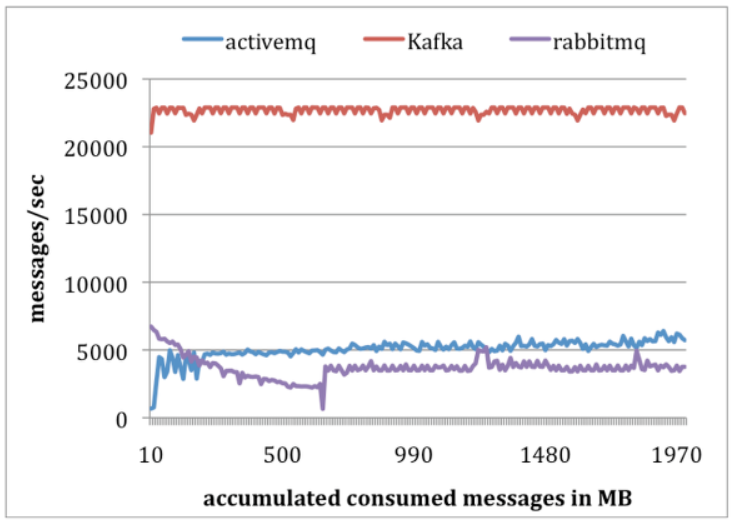 activemq Kafka rabbitmq
25000
20000
15000
10000
5000
0
messages/sec
10 500 990 1480 1970
accumulated consumed messages in MB